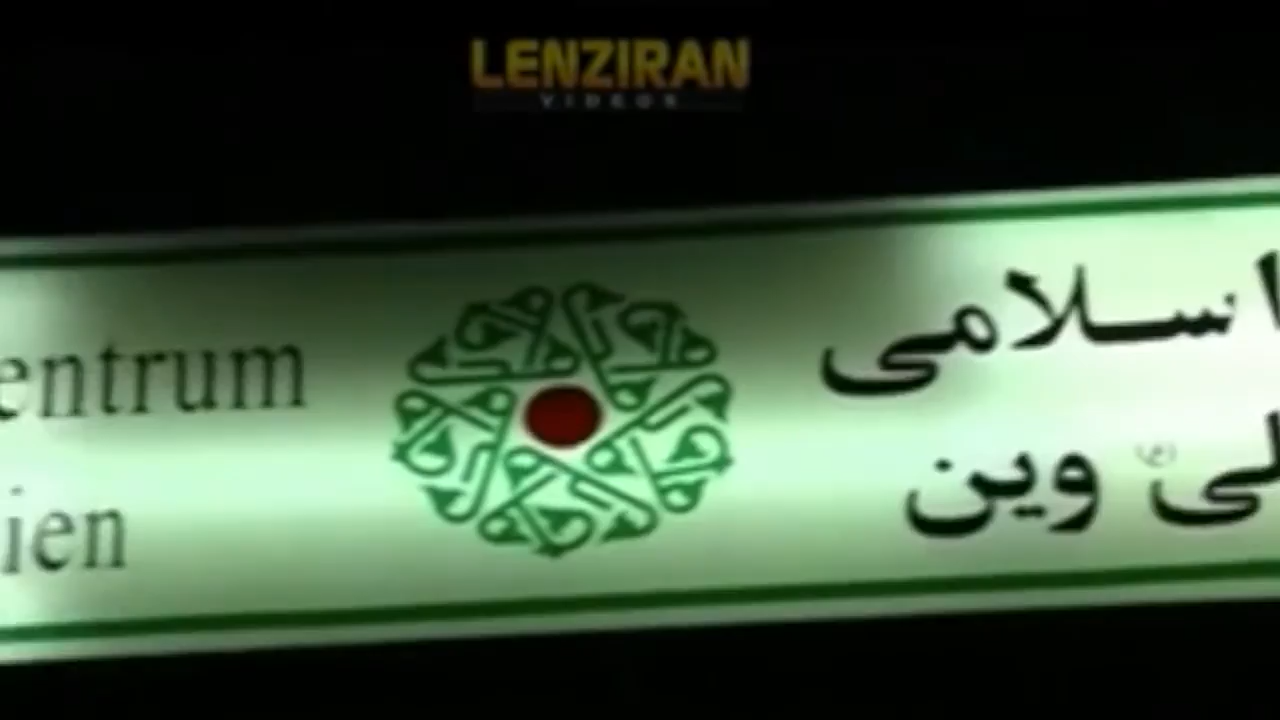 LENZIRAN
VIDEOS
entrum
ien
اسلامی
لی (ع) وین